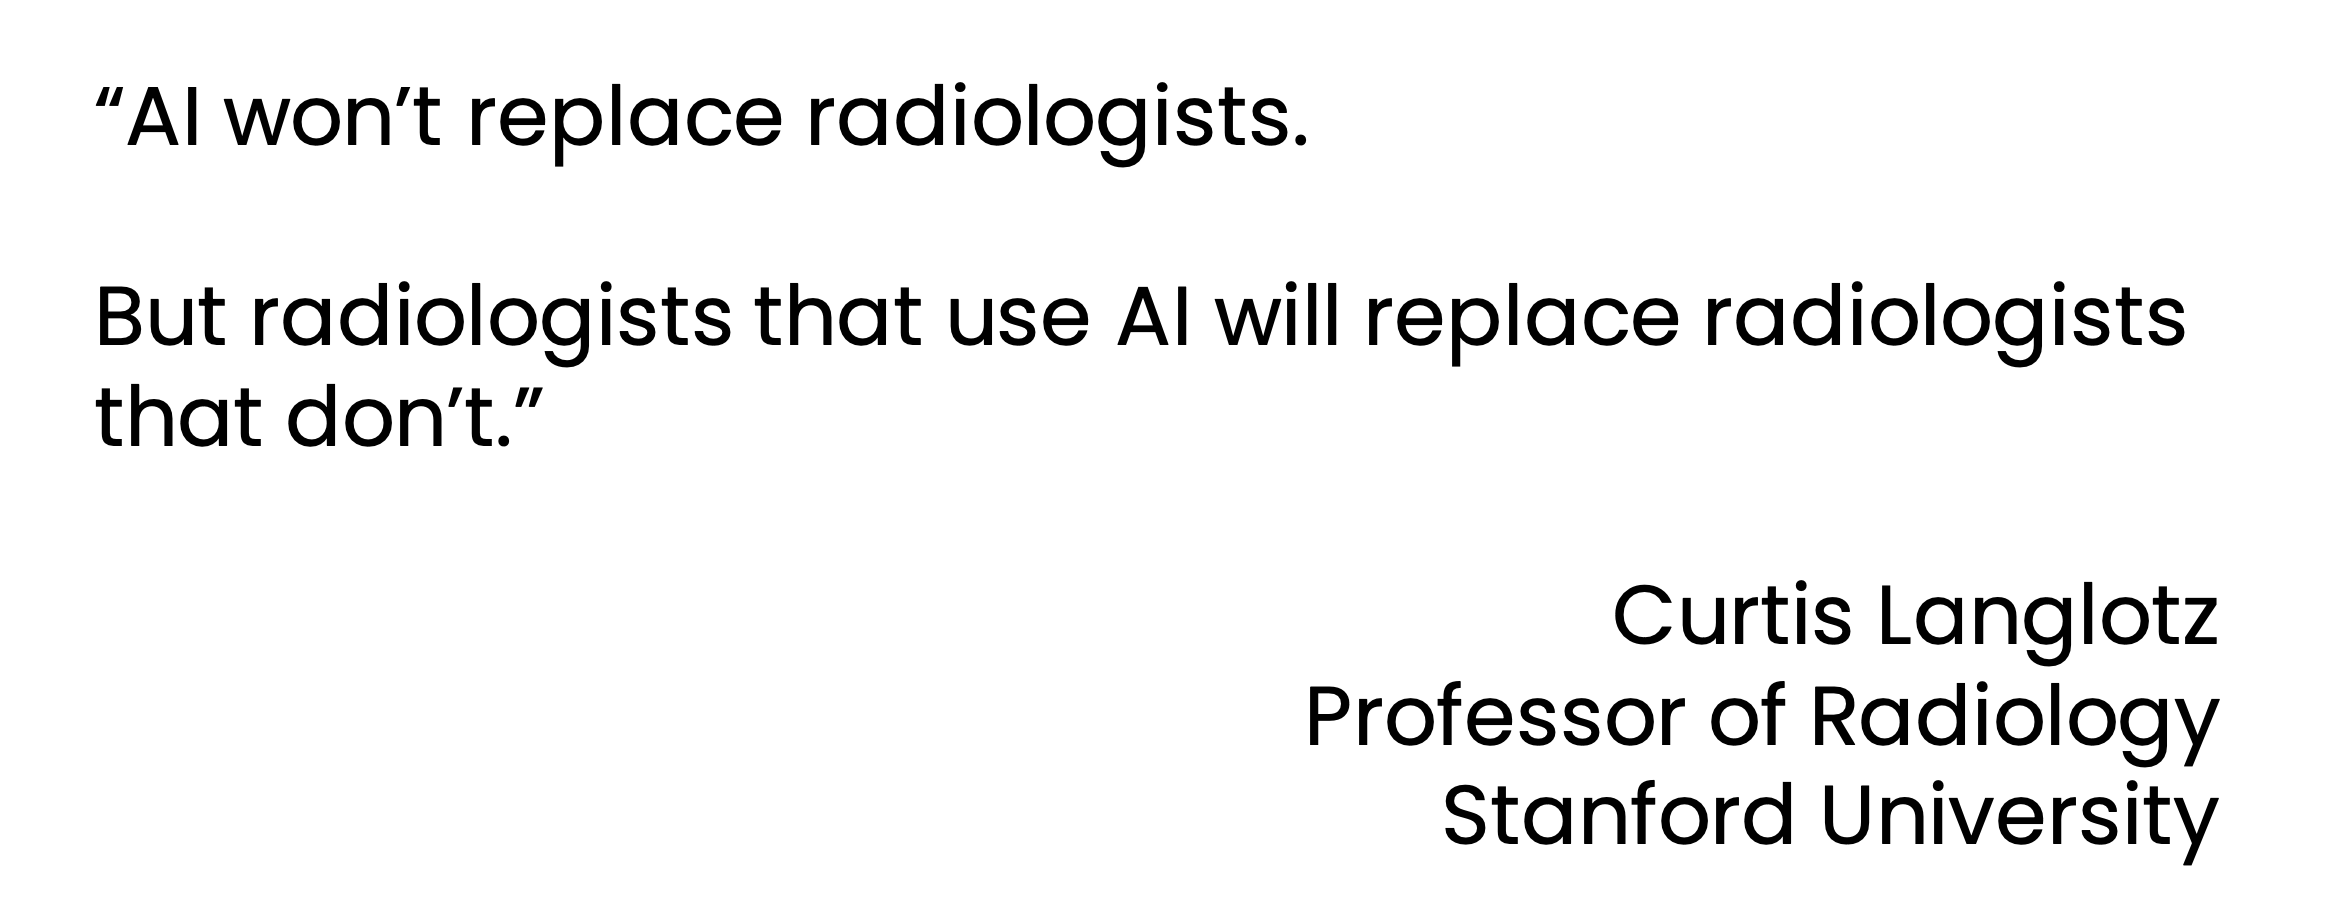 “AI won’t replace radiologists.
But radiologists that use AI will replace radiologists
that don’t.”
Curtis Langlotz
Professor of Radiology
Stanford University